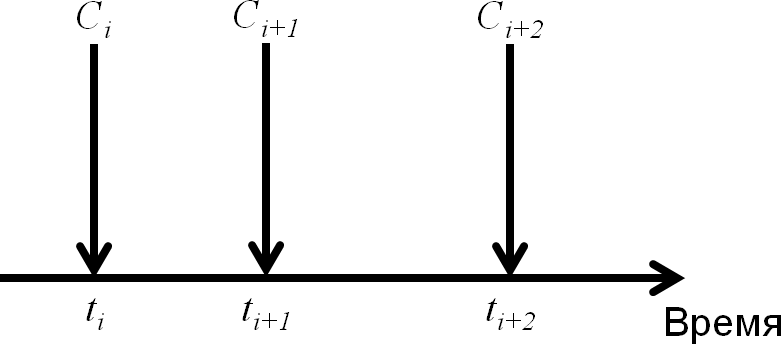 C_i C_{i+1} C_{i+2}
t_i t_{i+1} t_{i+2}
Время